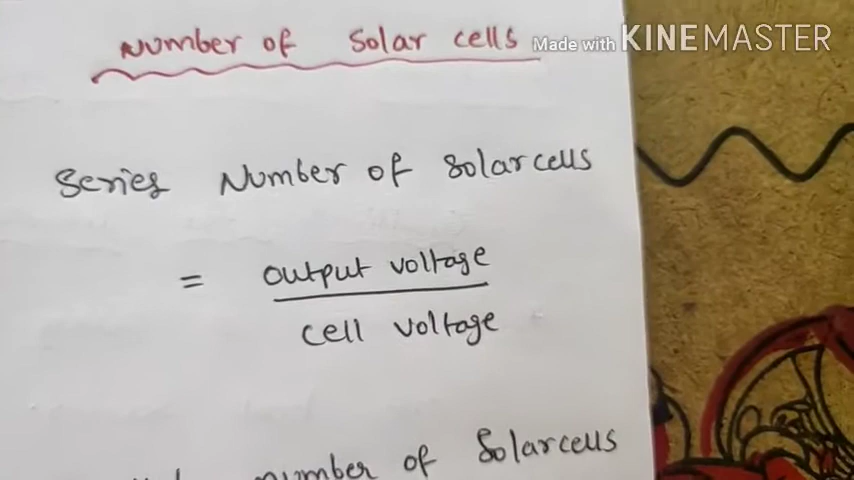 Number of Solar cells
Made with KINEMASTER
Series Number of Solarcells
= output voltage
cell voltage
number of Solarcells